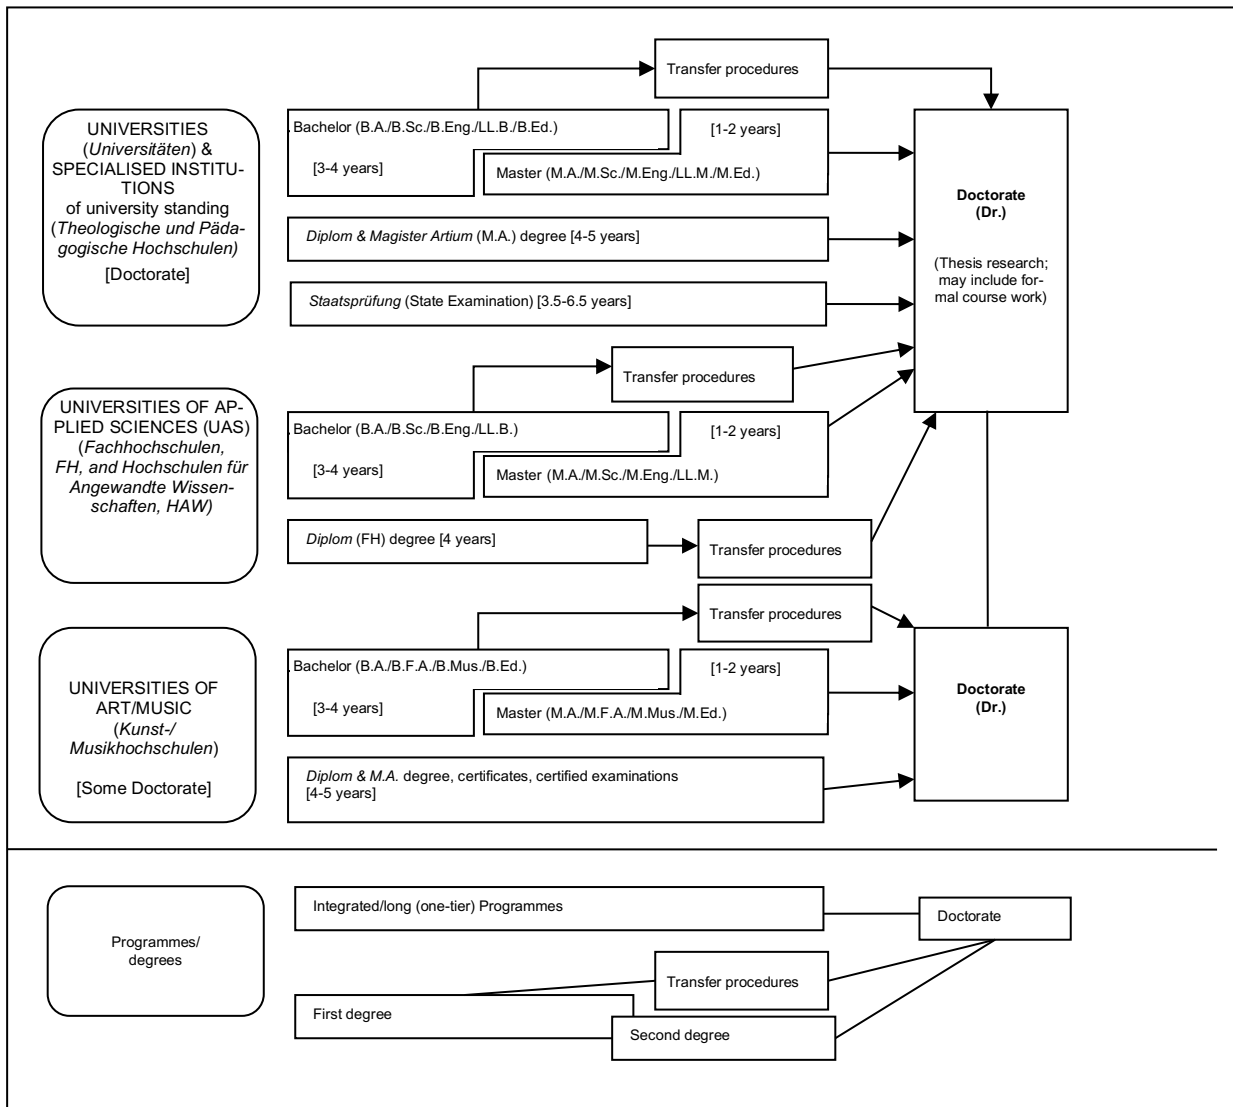 Transfer procedures
UNIVERSITIES
(Universitäten) &
SPECIALISED INSTITU-
TIONS
of university standing
(Theologische und Päda-
gogische Hochschulen)
[Doctorate]
. Bachelor (B.A./B.Sc./B.Eng./LL.B./B.Ed.)
[3-4 years]
[1-2 years]
Master (M.A./M.Sc./M.Eng./LL.M./M.Ed.)
Diplom & Magister Artium (M.A.) degree [4-5 years]
Staatsprüfung (State Examination) [3.5-6.5 years]
Doctorate
(Dr.)
(Thesis research;
may include for-
mal course work)
Transfer procedures
UNIVERSITIES OF AP-
PLIED SCIENCES (UAS)
(Fachhochschulen,
FH, and Hochschulen für
Angewandte Wissen-
schaften, HAW)
. Bachelor (B.A./B.Sc./B.Eng./LL.B.)
[3-4 years]
[1-2 years]
Master (M.A./M.Sc./M.Eng./LL.M.)
Diplom (FH) degree [4 years]
Transfer procedures
Transfer procedures
UNIVERSITIES OF
ART/MUSIC
(Kunst-/
Musikhochschulen)
[Some Doctorate]
. Bachelor (B.A./B.F.A./B.Mus./B.Ed.)
[3-4 years]
[1-2 years]
Master (M.A./M.F.A./M.Mus./M.Ed.)
Diplom & M.A. degree, certificates, certified examinations
[4-5 years]
Doctorate
(Dr.)
Programmes/
degrees
Integrated/long (one-tier) Programmes
Doctorate
Transfer procedures
First degree
Second degree